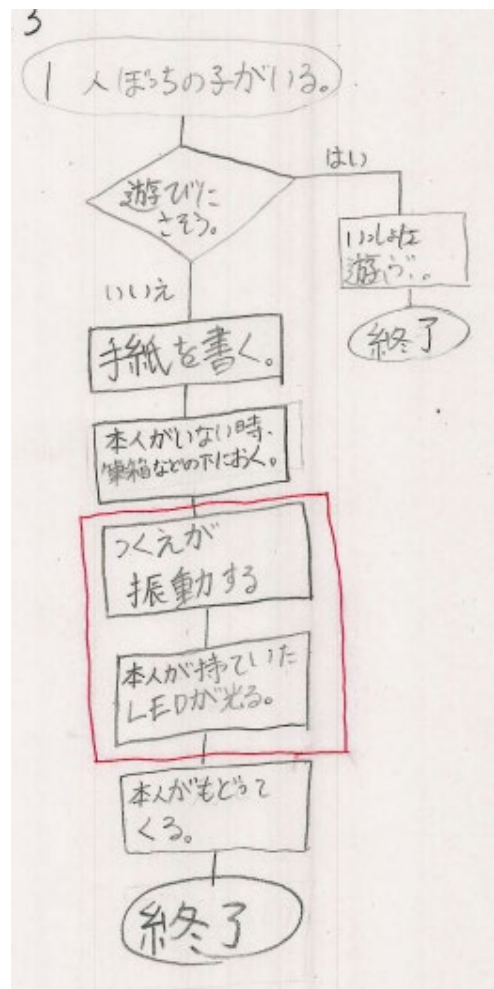 3
1人ぼっちの子がいる。
遊びに
さそう。
はい
いっしょに
遊ぶ。
終了
いいえ
手紙を書く。
本人がいない時、
筆箱などの下におく。
つくえが
振動する
本人が持っていた
LEDが光る。
本人がもどって
くる。
終了